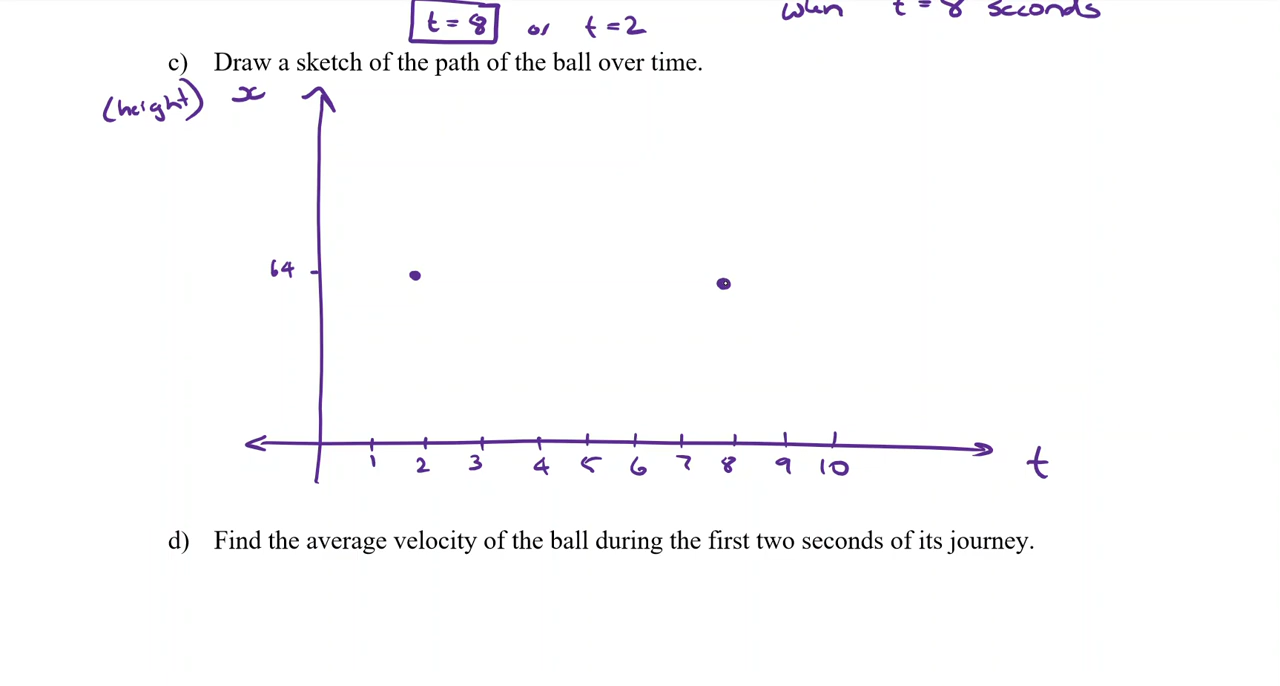 t = 8 or t = 2
when t = 8 seconds
c) Draw a sketch of the path of the ball over time.
(height) x
64
1 2 3 4 5 6 7 8 9 10
t
d) Find the average velocity of the ball during the first two seconds of its journey.